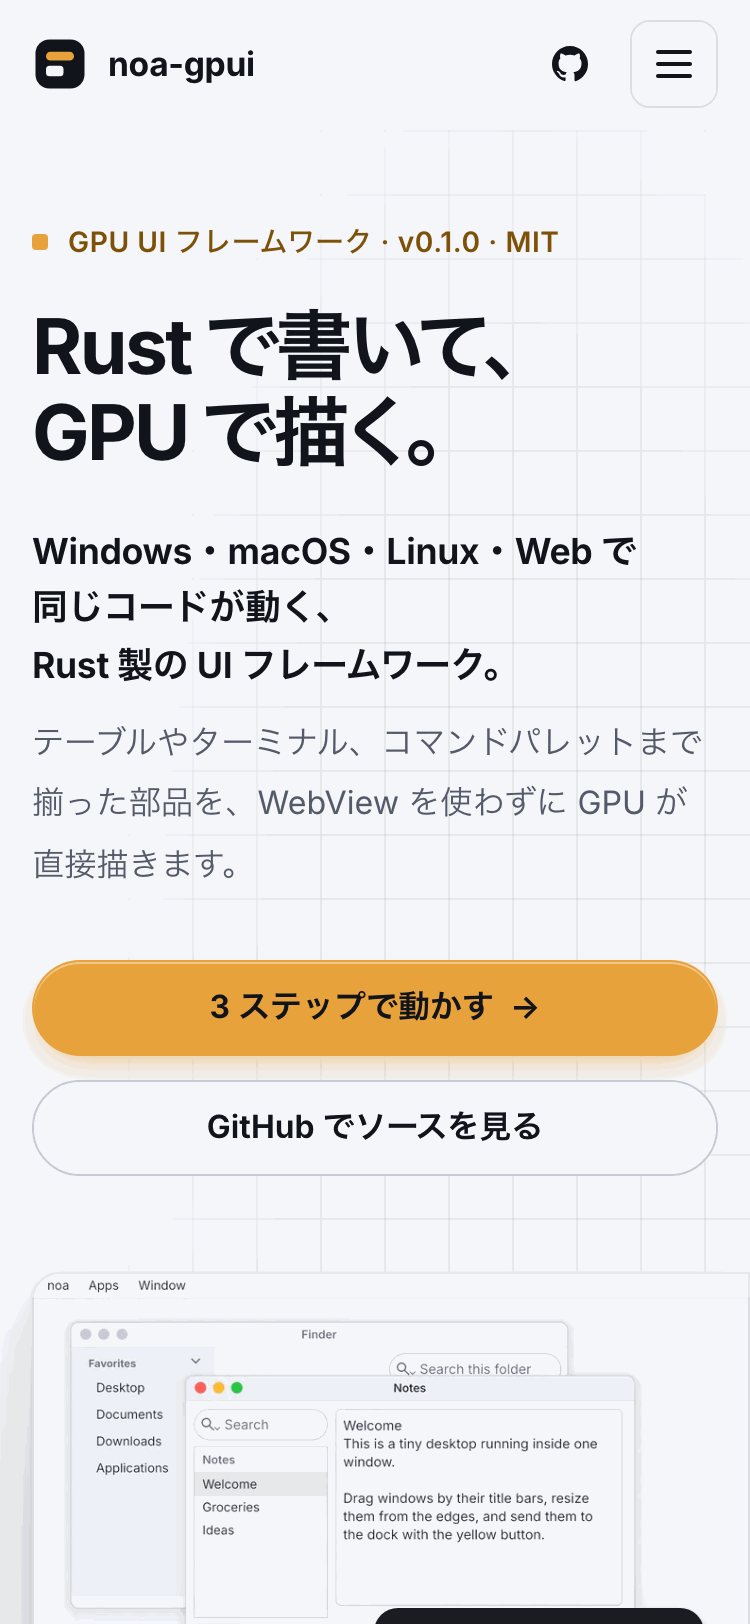 noa-gpui
GPU UI フレームワーク · v0.1.0 · MIT
Rust で書いて、
GPU で描く。
Windows・macOS・Linux・Web で
同じコードが動く、
Rust 製の UI フレームワーク。
テーブルやターミナル、コマンドパレットまで
揃った部品を、WebView を使わずに GPU が
直接描きます。
3 ステップで動かす →
GitHub でソースを見る
noa Apps Window
Finder
Favorites
Search this folder
Desktop
Documents
Downloads
Applications
Notes
Search
Notes
Welcome
Groceries
Ideas
Welcome
This is a tiny desktop running inside one
window.
Drag windows by their title bars, resize
them from the edges, and send them to
the dock with the yellow button.